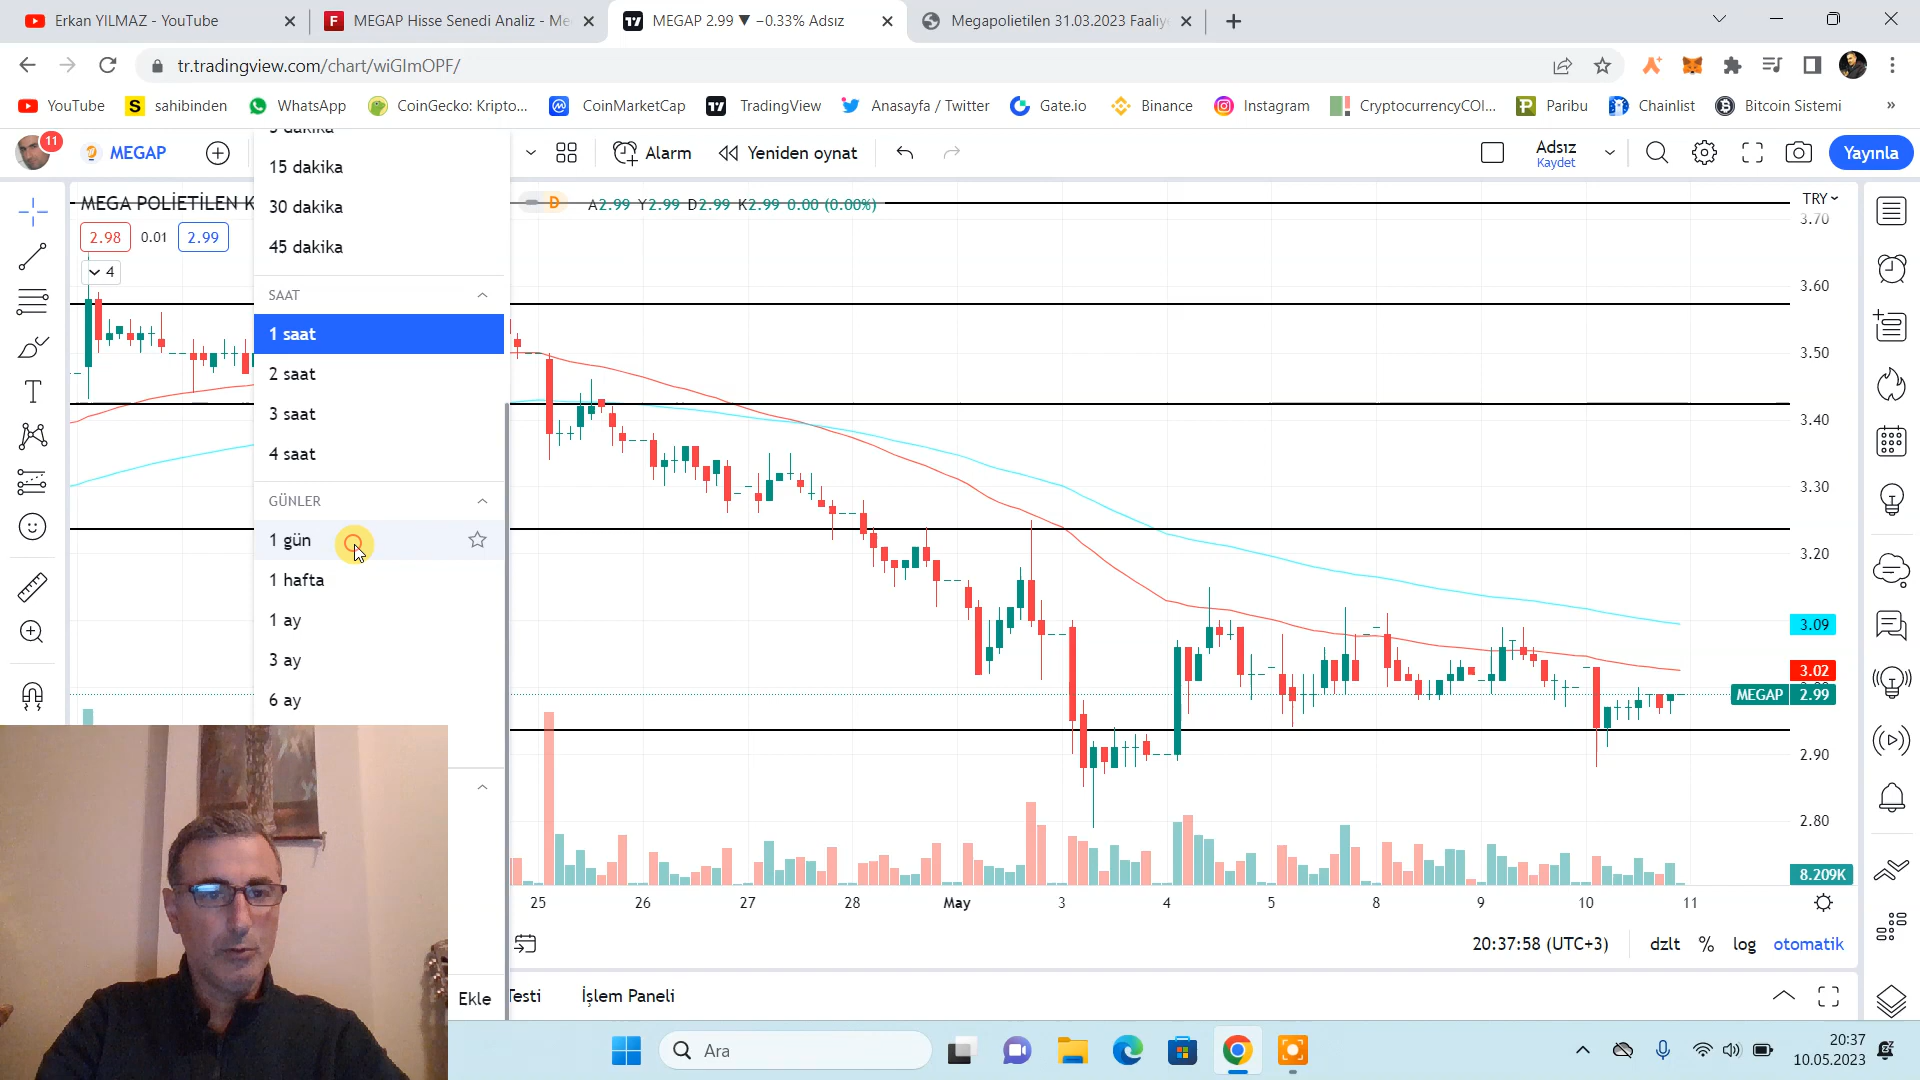 Erkan YILMAZ - YouTube
MEGAP Hisse Senedi Analiz - Me
MEGAP 2.99 ▼ −0.33% Adsız
Megapolietilen 31.03.2023 Faaliye
tr.tradingview.com/chart/wiGImOPF/
YouTube
sahibinden
WhatsApp
CoinGecko: Kripto...
CoinMarketCap
TradingView
Anasayfa / Twitter
Gate.io
Binance
Instagram
CryptocurrencyCOI...
Paribu
Chainlist
Bitcoin Sistemi
»
11
MEGAP
Alarm
Yeniden oynat
Adsız
Kaydet
Yayınla
5 dakika
15 dakika
30 dakika
45 dakika
SAAT
1 saat
2 saat
3 saat
4 saat
GÜNLER
1 gün
1 hafta
1 ay
3 ay
6 ay
Ekle
MEGA POLİETİLEN K
D
A2.99 Y2.99 D2.99 K2.99 0.00 (0.00%)
2.98 0.01 2.99
4
TRY
3.70
3.60
3.50
3.40
3.30
3.20
3.09
3.02
MEGAP 2.99
2.90
2.80
8.209K
25 26 27 28 May 3 4 5 8 9 10 11
20:37:58 (UTC+3)
dzlt % log otomatik
Testi
İşlem Paneli
Ara
20:37
10.05.2023